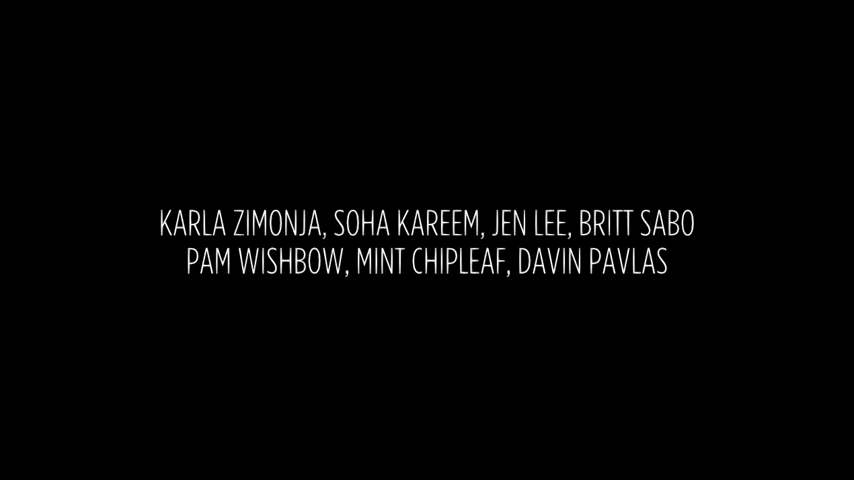 KARLA ZIMONJA, SOHA KAREEM, JEN LEE, BRITT SABO
PAM WISHBOW, MINT CHIPLEAF, DAVIN PAVLAS